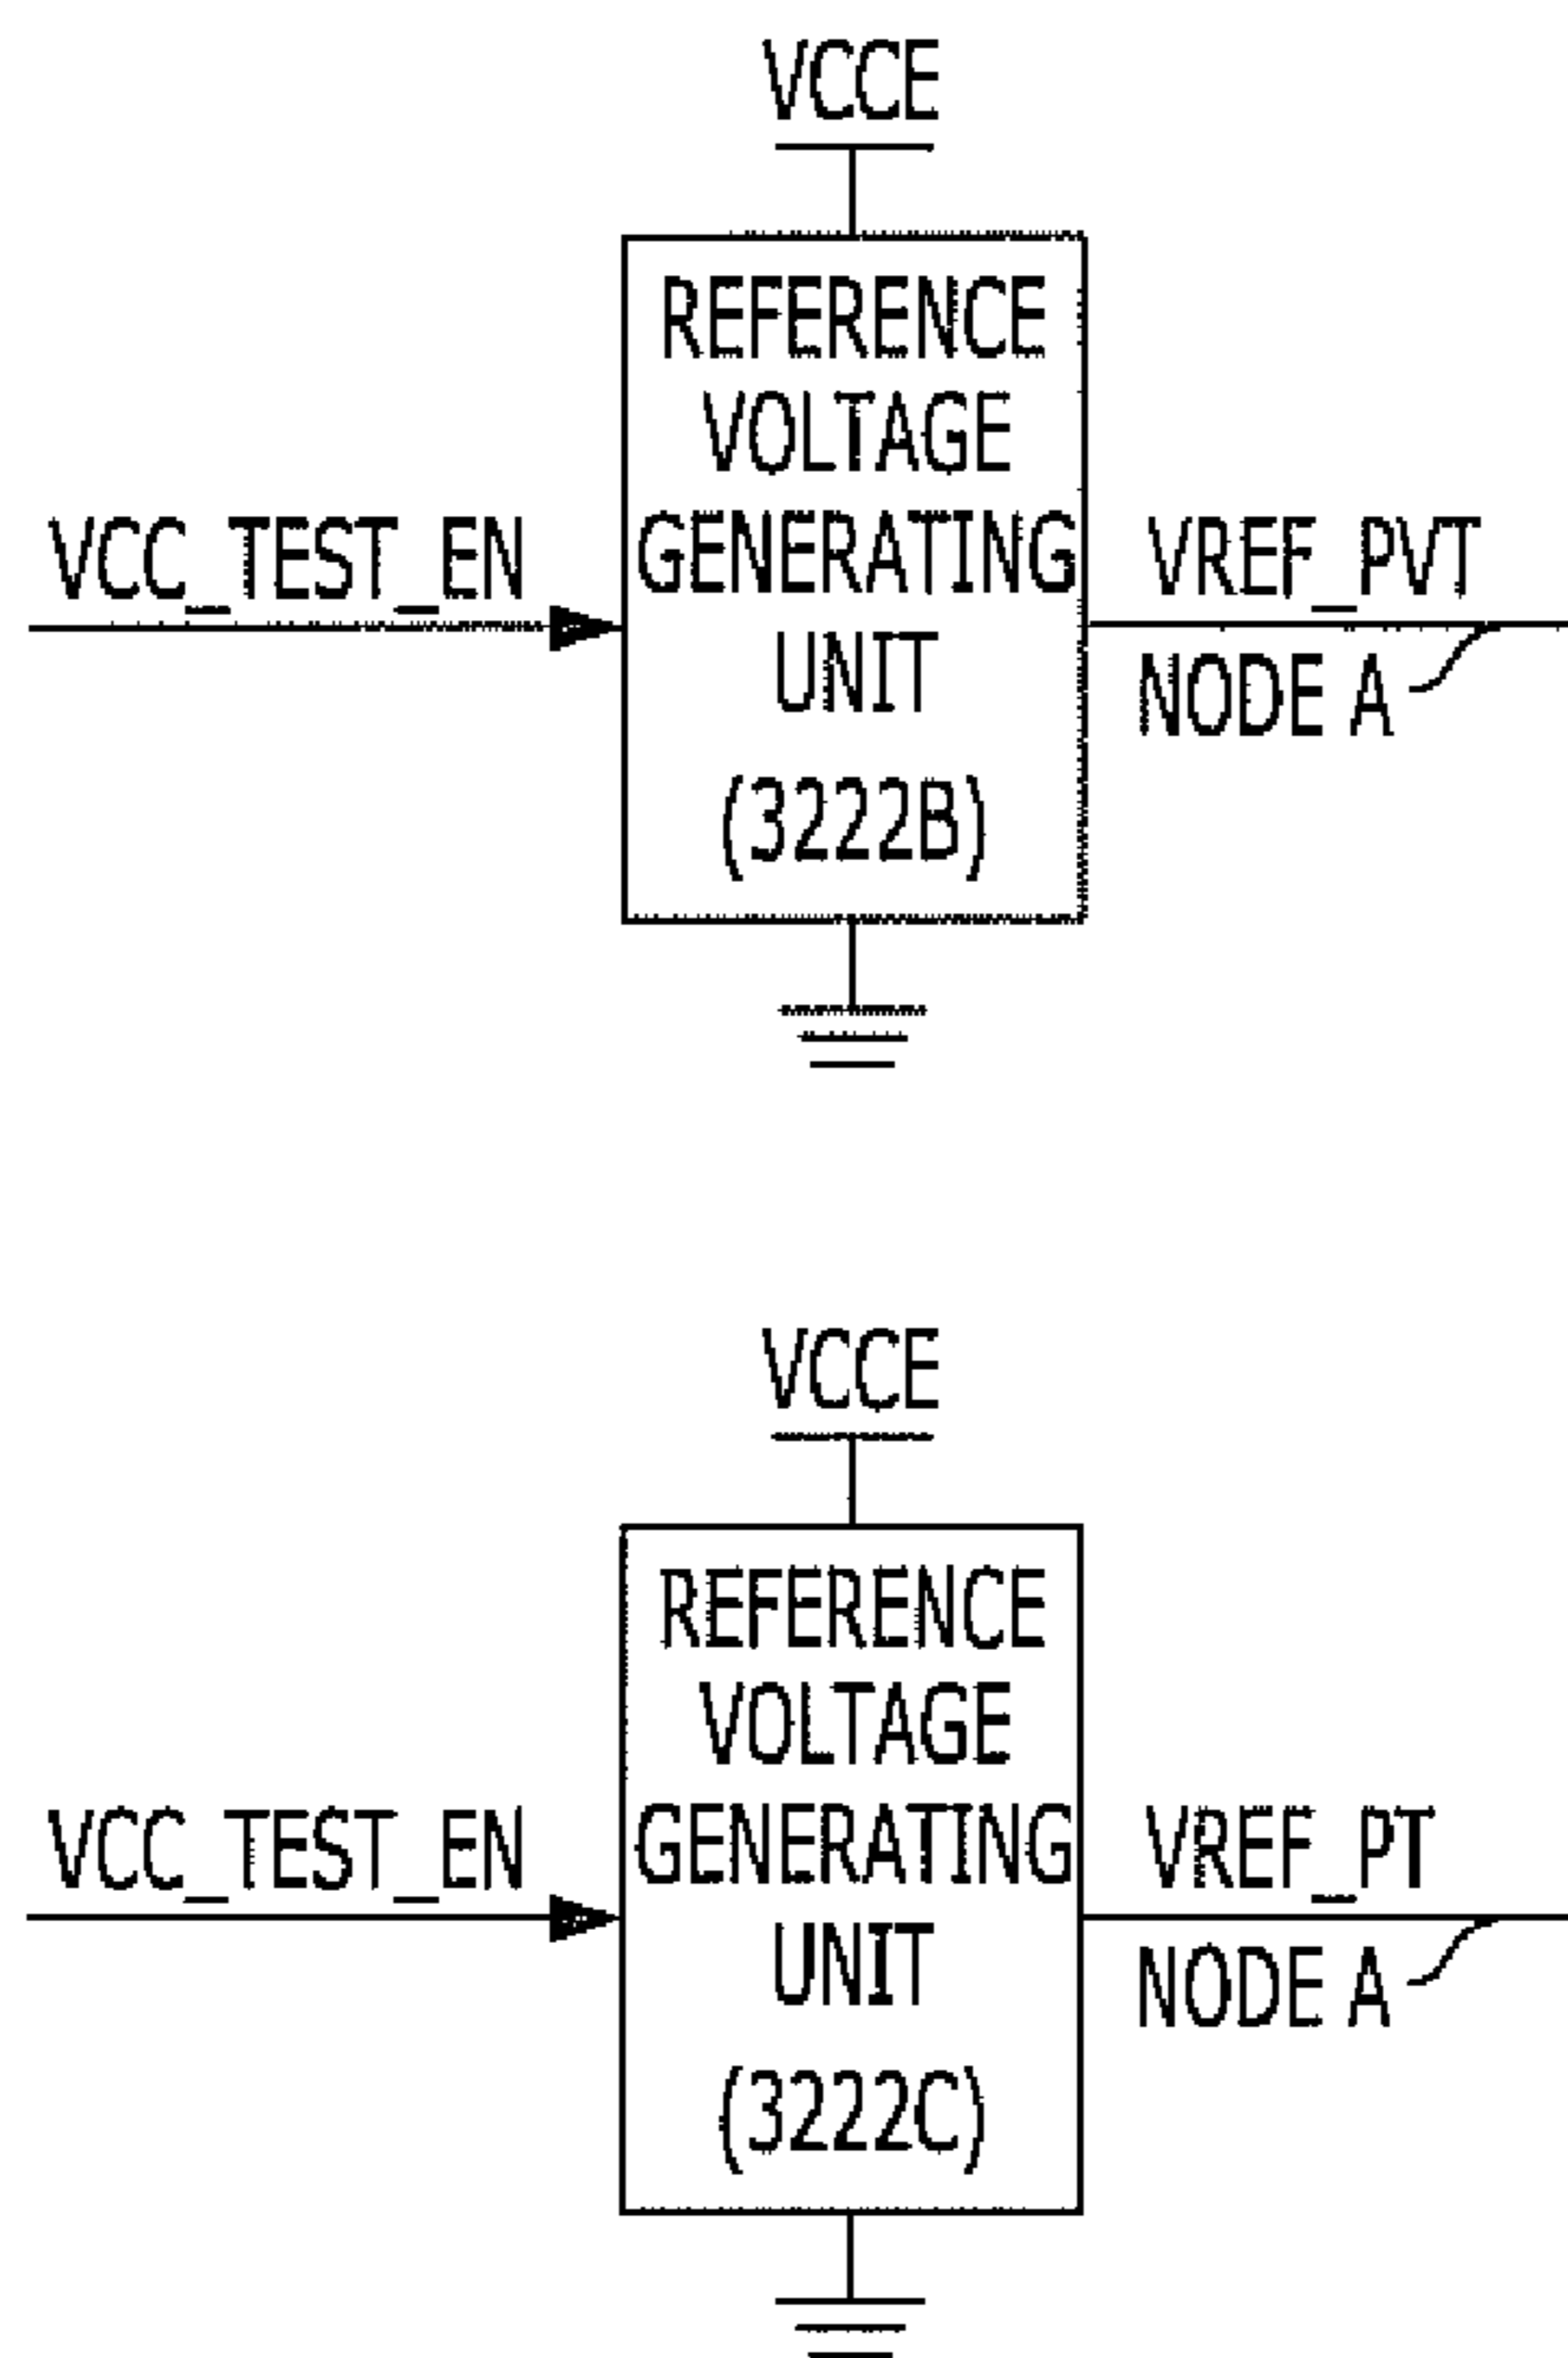 VCCE
REFERENCE
VOLTAGE
GENERATING
UNIT
(3222B)
VCC_TEST_EN
VREF_PVT
NODE A
VCCE
REFERENCE
VOLTAGE
GENERATING
UNIT
(3222C)
VCC_TEST_EN
VREF_PT
NODE A